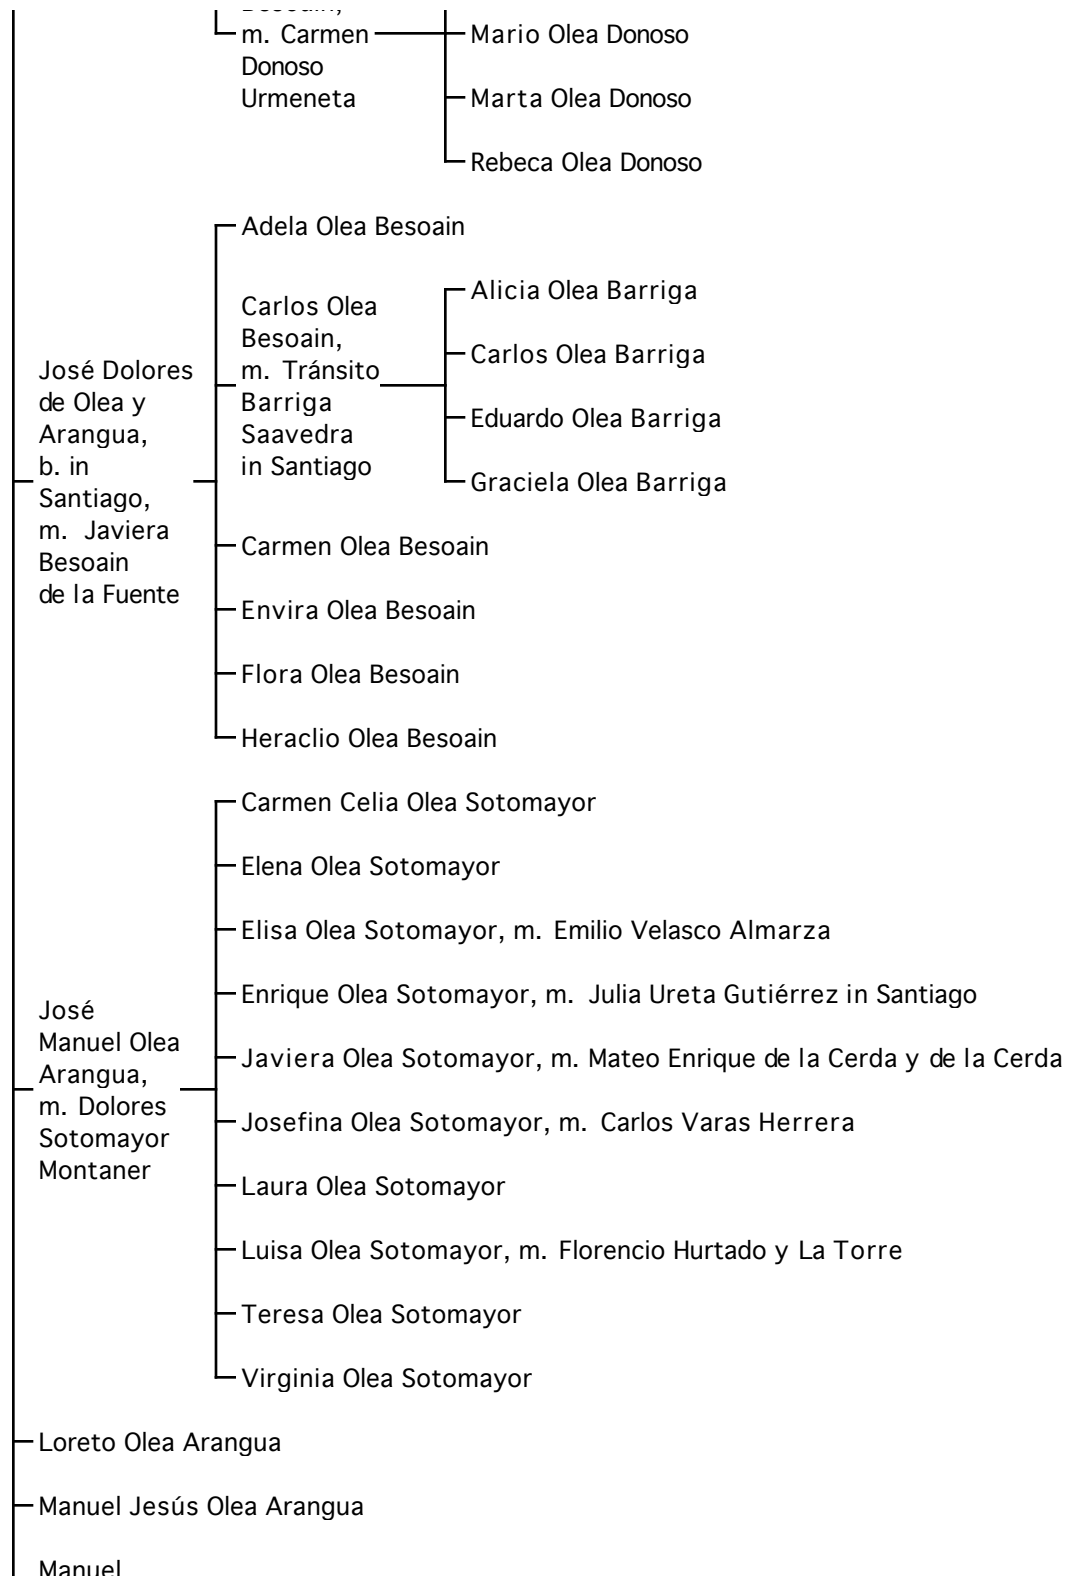 Besoain,
m. Carmen
Donoso
Urmeneta
Mario Olea Donoso
Marta Olea Donoso
Rebeca Olea Donoso
José Dolores
de Olea y
Arangua,
b. in
Santiago,
m. Javiera
Besoain
de la Fuente
Adela Olea Besoain
Carlos Olea
Besoain,
m. Tránsito
Barriga
Saavedra
in Santiago
Alicia Olea Barriga
Carlos Olea Barriga
Eduardo Olea Barriga
Graciela Olea Barriga
Carmen Olea Besoain
Envira Olea Besoain
Flora Olea Besoain
Heraclio Olea Besoain
José
Manuel Olea
Arangua,
m. Dolores
Sotomayor
Montaner
Carmen Celia Olea Sotomayor
Elena Olea Sotomayor
Elisa Olea Sotomayor, m. Emilio Velasco Almarza
Enrique Olea Sotomayor, m. Julia Ureta Gutiérrez in Santiago
Javiera Olea Sotomayor, m. Mateo Enrique de la Cerda y de la Cerda
Josefina Olea Sotomayor, m. Carlos Varas Herrera
Laura Olea Sotomayor
Luisa Olea Sotomayor, m. Florencio Hurtado y La Torre
Teresa Olea Sotomayor
Virginia Olea Sotomayor
Loreto Olea Arangua
Manuel Jesús Olea Arangua
Manuel